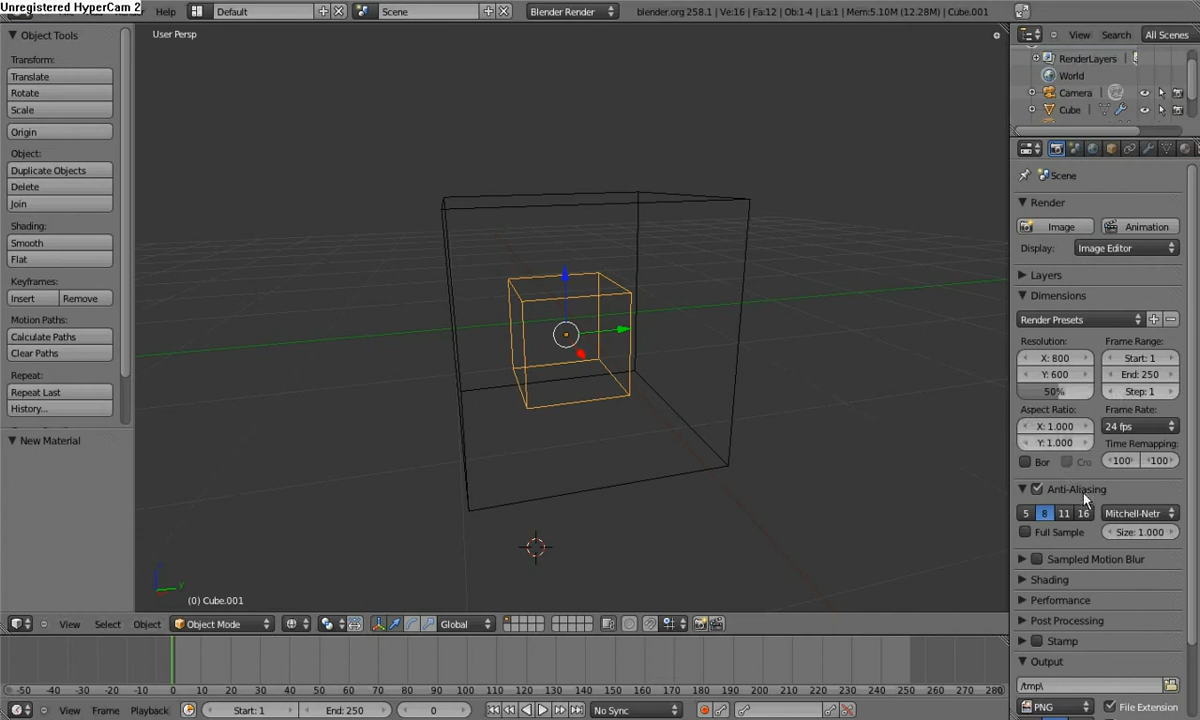 Unregistered HyperCam 2
Render Help
Default
Scene
Blender Render
blender.org 258.1 | Ve:16 | Fa:12 | Ob:1-4 | La:1 | Mem:5.10M (12.28M) | Cube.001
Object Tools
Transform:
Translate
Rotate
Scale
Origin
Object:
Duplicate Objects
Delete
Join
Shading:
Smooth
Flat
Keyframes:
Insert
Remove
Motion Paths:
Calculate Paths
Clear Paths
Repeat:
Repeat Last
History...
New Material
User Persp
(0) Cube.001
View
Select
Object
Object Mode
Global
-50 -40 -30 -20 -10 0 10 20 30 40 50 60 70 80 90 100 110 120 130 140 150 160 170 180 190 200 210 220 230 240 250 260 270 280
View
Frame
Playback
Start: 1
End: 250
0
No Sync
View
Search
All Scenes
RenderLayers
World
Camera
Cube
Scene
Render
Image
Animation
Display:
Image Editor
Layers
Dimensions
Render Presets
Resolution:
Frame Range:
X: 800
Start: 1
Y: 600
End: 250
50%
Step: 1
Aspect Ratio:
Frame Rate:
X: 1.000
24 fps
Y: 1.000
Time Remapping:
Bor
Cro
100
100
Anti-Aliasing
5 8 11 16
Mitchell-Netr
Full Sample
Size: 1.000
Sampled Motion Blur
Shading
Performance
Post Processing
Stamp
Output
/tmp\
PNG
File Extension